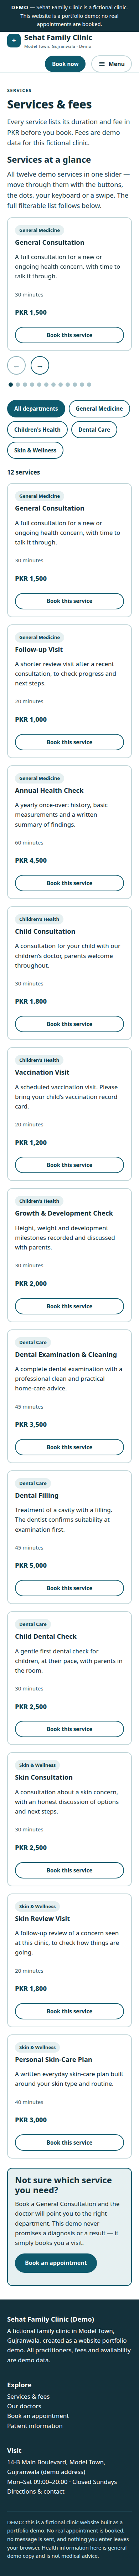 DEMO — Sehat Family Clinic is a fictional clinic.
This website is a portfolio demo. No real
appointments are booked.
Sehat Family Clinic
Model Town, Gujranwala · Demo
Book now
Menu
SERVICES
Services & fees
Every service lists its duration and fee in
PKR before you book. Fees are demo
data for this fictional clinic.
Services at a glance
All twelve demo services in one slider —
move through them with the buttons,
the dots, your keyboard or a swipe. The
full filterable list follows below.
General Medicine
General Consultation
A full consultation for a new or
ongoing health concern, with time to
talk it through.
30 minutes
PKR 1,500
Book this service
←
→
All departments
General Medicine
Children's Health
Dental Care
Skin & Wellness
12 services
General Medicine
General Consultation
A full consultation for a new or
ongoing health concern, with time to
talk it through.
30 minutes
PKR 1,500
Book this service
General Medicine
Follow-up Visit
A shorter review visit after a recent
consultation, to check progress and
next steps.
20 minutes
PKR 1,000
Book this service
General Medicine
Annual Health Check
A yearly once-over: history, basic
measurements and a written
summary of findings.
60 minutes
PKR 4,500
Book this service
Children's Health
Child Consultation
A consultation for your child with our
children's doctor, parents welcome
throughout.
30 minutes
PKR 1,800
Book this service
Children's Health
Vaccination Visit
A scheduled vaccination visit. Please
bring your child's vaccination record
card.
20 minutes
PKR 1,200
Book this service
Children's Health
Growth & Development Check
Height, weight and development
milestones recorded and discussed
with parents.
30 minutes
PKR 2,000
Book this service
Dental Care
Dental Examination & Cleaning
A complete dental examination with a
professional clean and practical
home-care advice.
45 minutes
PKR 3,500
Book this service
Dental Care
Dental Filling
Treatment of a cavity with a filling.
The dentist confirms suitability at
examination first.
45 minutes
PKR 5,000
Book this service
Dental Care
Child Dental Check
A gentle first dental check for
children, at their pace, with parents in
the room.
30 minutes
PKR 2,500
Book this service
Skin & Wellness
Skin Consultation
A consultation about a skin concern,
with an honest discussion of options
and next steps.
30 minutes
PKR 2,500
Book this service
Skin & Wellness
Skin Review Visit
A follow-up review of a concern seen
at this clinic, to check how things are
going.
20 minutes
PKR 1,800
Book this service
Skin & Wellness
Personal Skin-Care Plan
A written everyday skin-care plan built
around your skin type and routine.
40 minutes
PKR 3,000
Book this service
Not sure which service
you need?
Book a General Consultation and the
doctor will point you to the right
department. This demo never
promises a diagnosis or a result — it
simply books you a visit.
Book an appointment
Sehat Family Clinic (Demo)
A fictional family clinic in Model Town,
Gujranwala, created as a website portfolio
demo. All practitioners, fees and availability
are demo data.
Explore
Services & fees
Our doctors
Book an appointment
Patient information
Visit
14-B Main Boulevard, Model Town,
Gujranwala (demo address)
Mon–Sat 09:00–20:00 · Closed Sundays
Directions & contact
DEMO: this is a fictional clinic website built as a
portfolio demo. No real appointment is booked,
no message is sent, and nothing you enter leaves
your browser. Health information here is general
demo copy and is not medical advice.